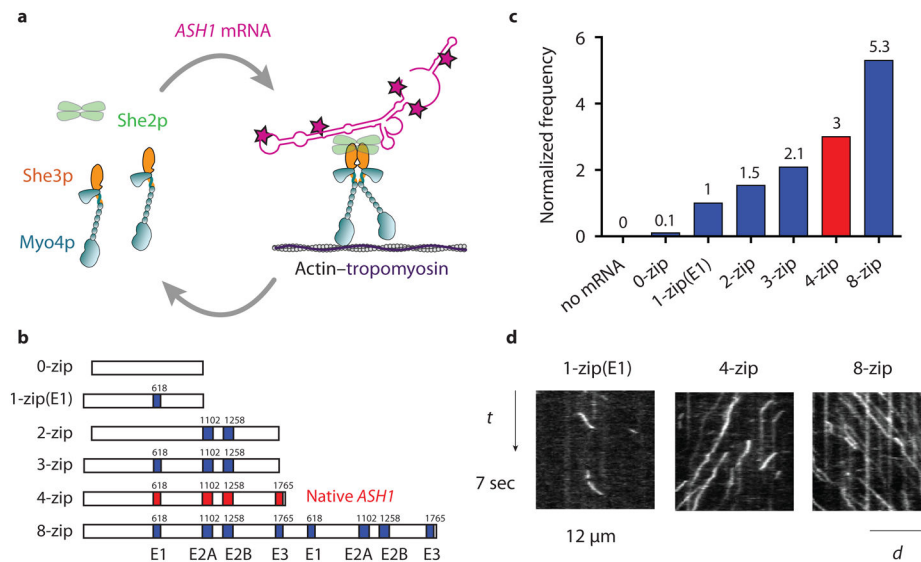 a
ASH1 mRNA
She2p
She3p
Myo4p
Actin–tropomyosin
b
0-zip
618
1-zip(E1)
1102 1258
2-zip
618 1102 1258
3-zip
618 1102 1258 1765
4-zip Native ASH1
618 1102 1258 1765 618 1102 1258 1765
8-zip
E1 E2A E2B E3 E1 E2A E2B E3
c
Normalized frequency
6
4
2
0
0 0.1 1 1.5 2.1 3 5.3
no mRNA 0-zip 1-zip(E1) 2-zip 3-zip 4-zip 8-zip
d
1-zip(E1) 4-zip 8-zip
t
7 sec
12 μm
d